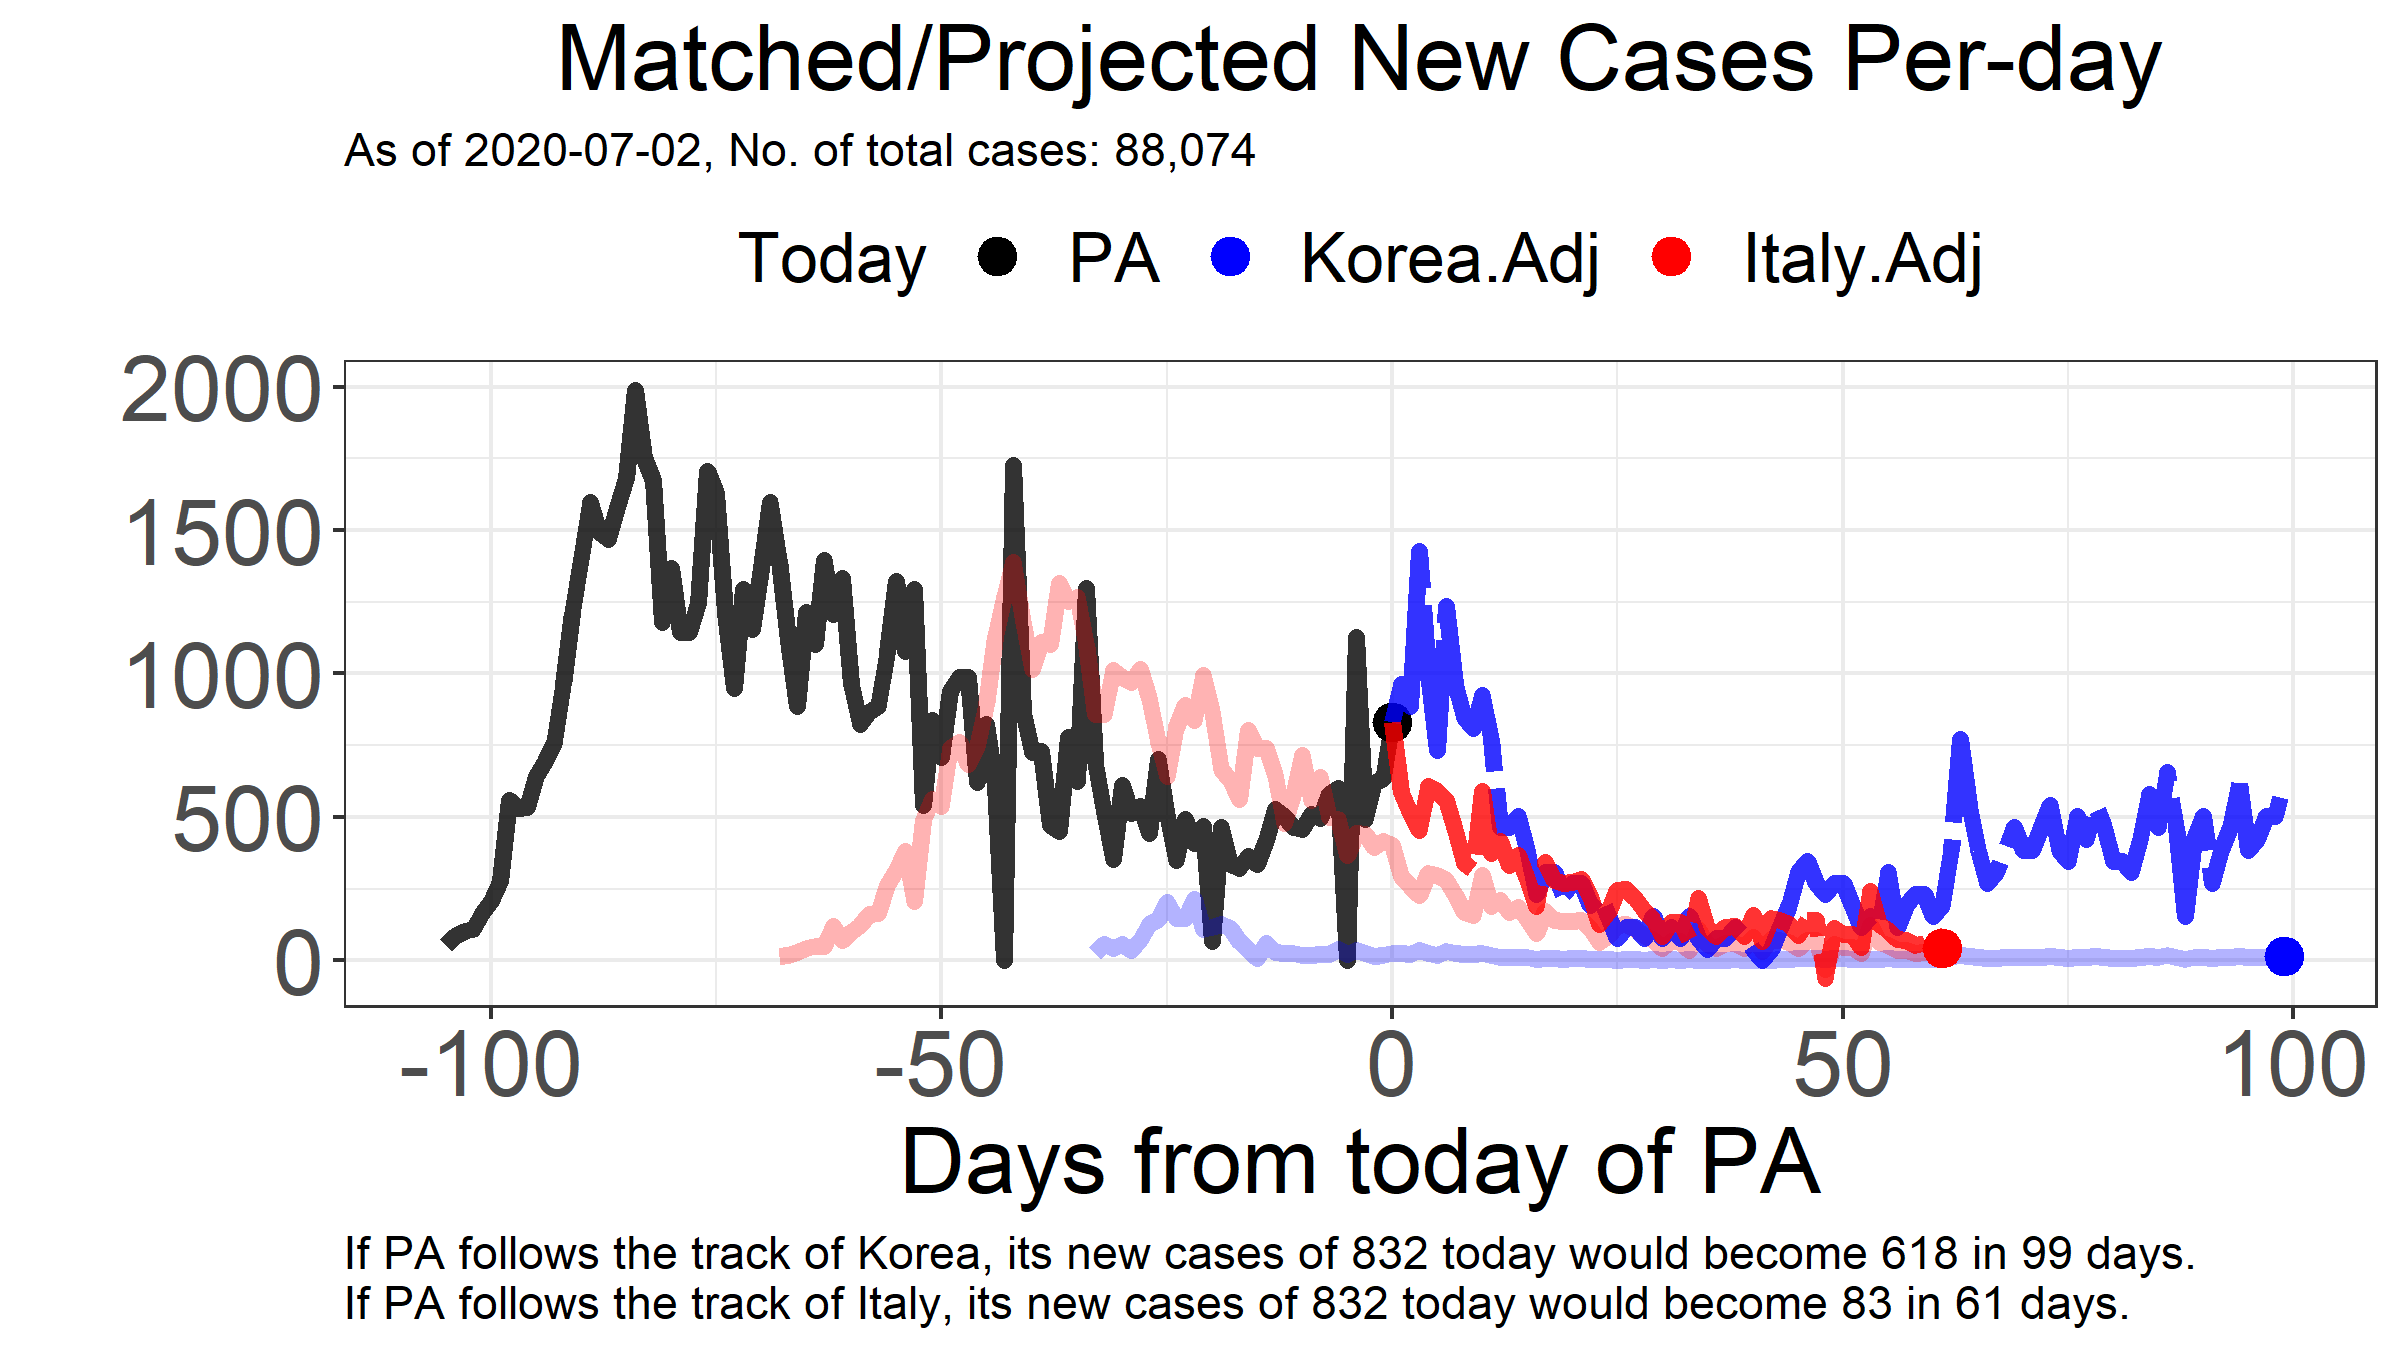 Matched/Projected New Cases Per-day
As of 2020-07-02, No. of total cases: 88,074
Today PA Korea.Adj Italy.Adj
2000
1500
1000
500
0
-100 -50 0 50 100
Days from today of PA
If PA follows the track of Korea, its new cases of 832 today would become 618 in 99 days.
If PA follows the track of Italy, its new cases of 832 today would become 83 in 61 days.